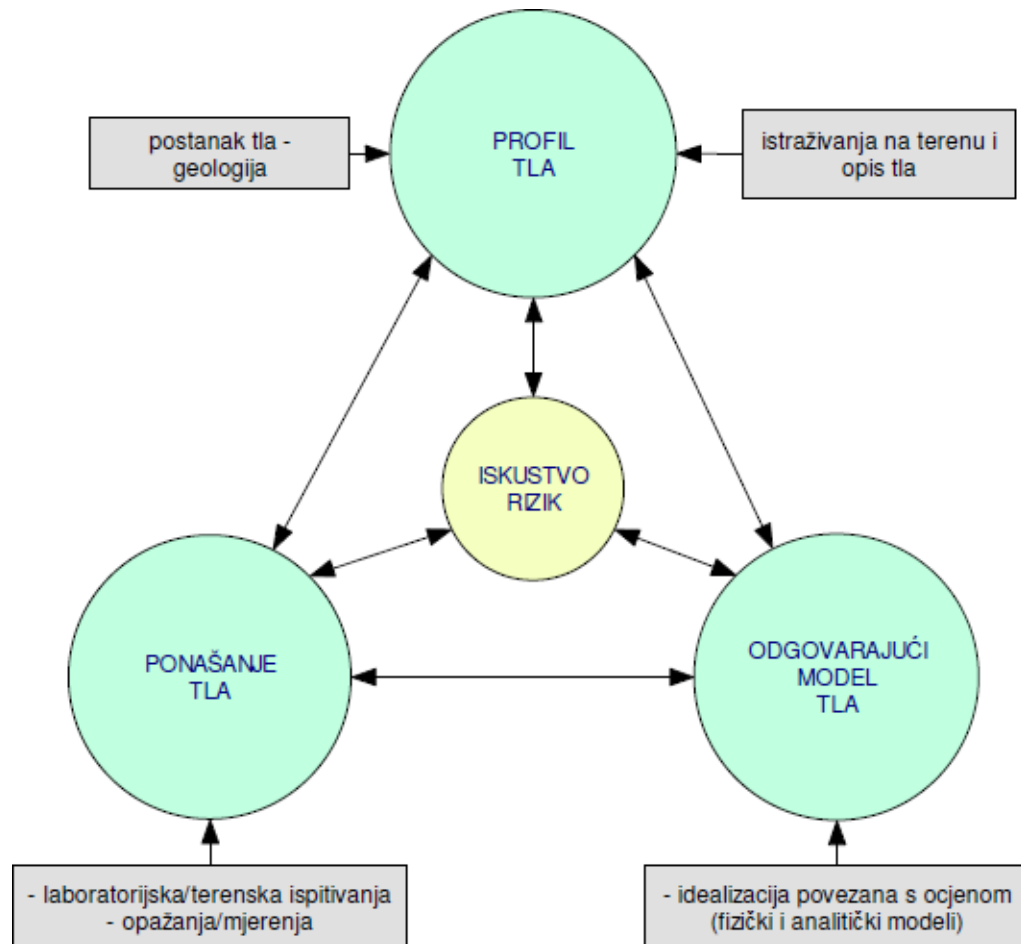 PROFIL
TLA
postanak tla -
geologija
istraživanja na terenu i
opis tla
ISKUSTVO
RIZIK
PONAŠANJE
TLA
ODGOVARAJUĆI
MODEL
TLA
- laboratorijska/terenska ispitivanja
- opažanja/mjerenja
- idealizacija povezana s ocjenom
(fizički i analitički modeli)